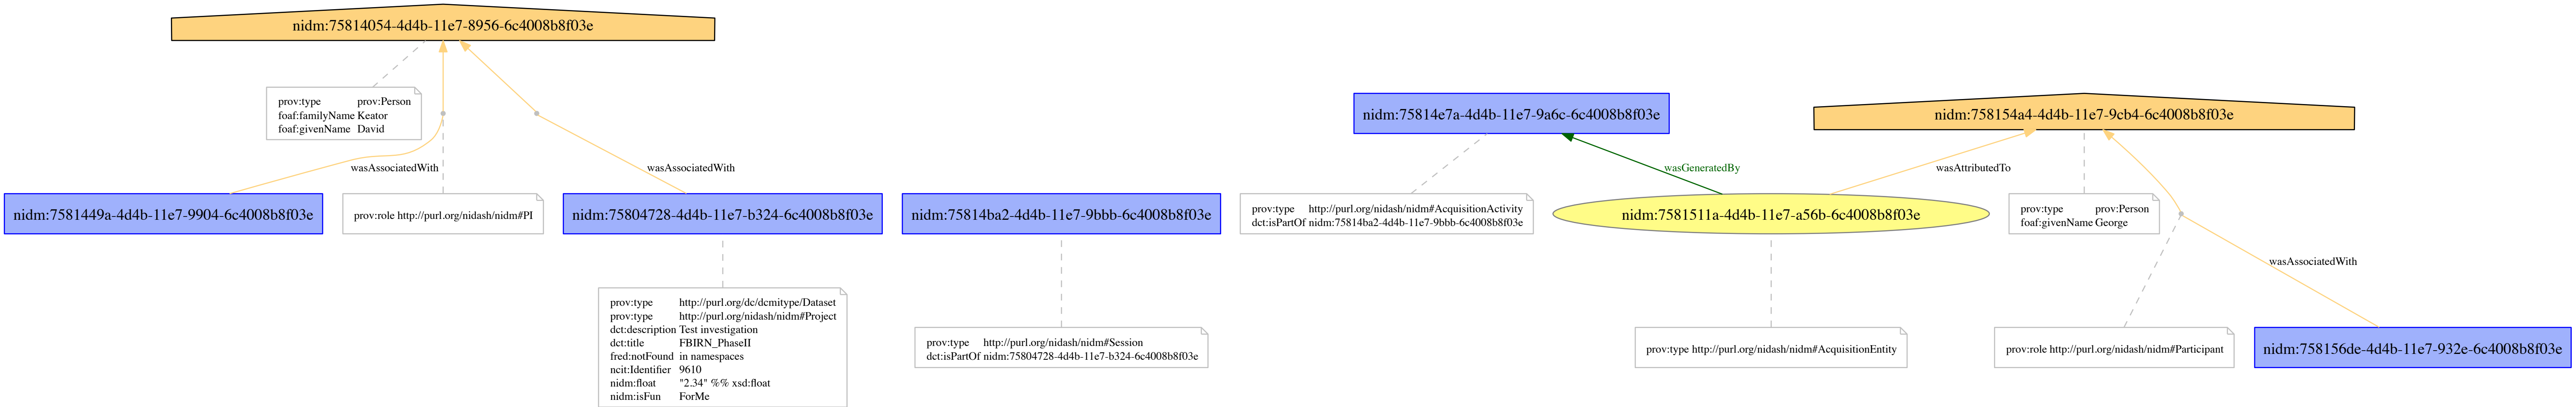 nidm:75814054-4d4b-11e7-8956-6c4008b8f03e
prov:type prov:Person
foaf:familyName Keator
foaf:givenName David
wasAssociatedWith
wasAssociatedWith
nidm:7581449a-4d4b-11e7-9904-6c4008b8f03e
prov:role http://purl.org/nidash/nidm#PI
nidm:75804728-4d4b-11e7-b324-6c4008b8f03e
prov:type http://purl.org/dc/dcmitype/Dataset
prov:type http://purl.org/nidash/nidm#Project
dct:description Test investigation
dct:title FBIRN_PhaseII
fred:notFound in namespaces
ncit:Identifier 9610
nidm:float "2.34" %% xsd:float
nidm:isFun ForMe
nidm:75814ba2-4d4b-11e7-9bbb-6c4008b8f03e
prov:type http://purl.org/nidash/nidm#Session
dct:isPartOf nidm:75804728-4d4b-11e7-b324-6c4008b8f03e
nidm:75814e7a-4d4b-11e7-9a6c-6c4008b8f03e
wasGeneratedBy
prov:type http://purl.org/nidash/nidm#AcquisitionActivity
dct:isPartOf nidm:75814ba2-4d4b-11e7-9bbb-6c4008b8f03e
nidm:7581511a-4d4b-11e7-a56b-6c4008b8f03e
prov:type http://purl.org/nidash/nidm#AcquisitionEntity
nidm:758154a4-4d4b-11e7-9cb4-6c4008b8f03e
wasAttributedTo
prov:type prov:Person
foaf:givenName George
wasAssociatedWith
prov:role http://purl.org/nidash/nidm#Participant
nidm:758156de-4d4b-11e7-932e-6c4008b8f03e